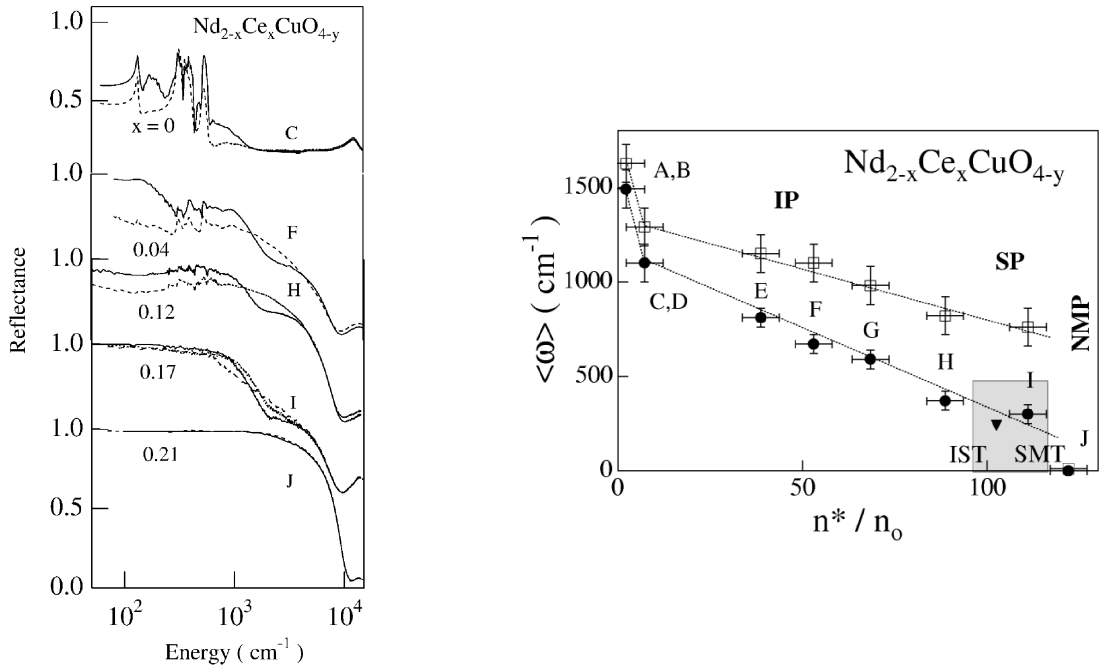 Nd2-xCexCuO4-y
1.0
0.5
x = 0
C
1.0
F
0.04
1.0
H
0.12
1.0
0.17
I
1.0
0.21
J
0.5
0.0
10^2
10^3
10^4
Reflectance
Energy ( cm^-1 )
Nd2-xCexCuO4-y
A,B
IP
1500
SP
1000
C,D
E
F
G
H
NMP
500
I
IST
SMT
J
0
0
50
100
<ω> ( cm^-1 )
n* / no